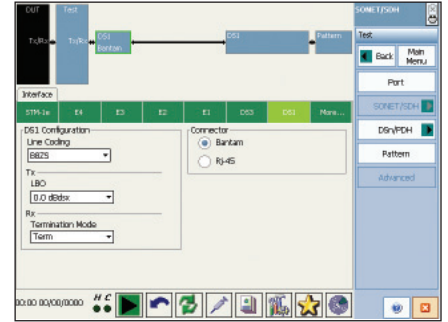 DUT Test SONET/SDH
Tx/Rx Tx/Rx DS1 Bantam DS1 Pattern
Test
Back Main Menu
Port
Interface
SONET/SDH
STM-1e E4 E3 E2 E1 DS3 DS1 More...
DSn/PDH
DS1 Configuration
Connector
Line Coding
Bantam
B8ZS
Pattern
RJ-45
Tx
Advanced
LBO
0.0 dBdsx
Rx
Termination Mode
Term
00:00 00/00/0000 H C